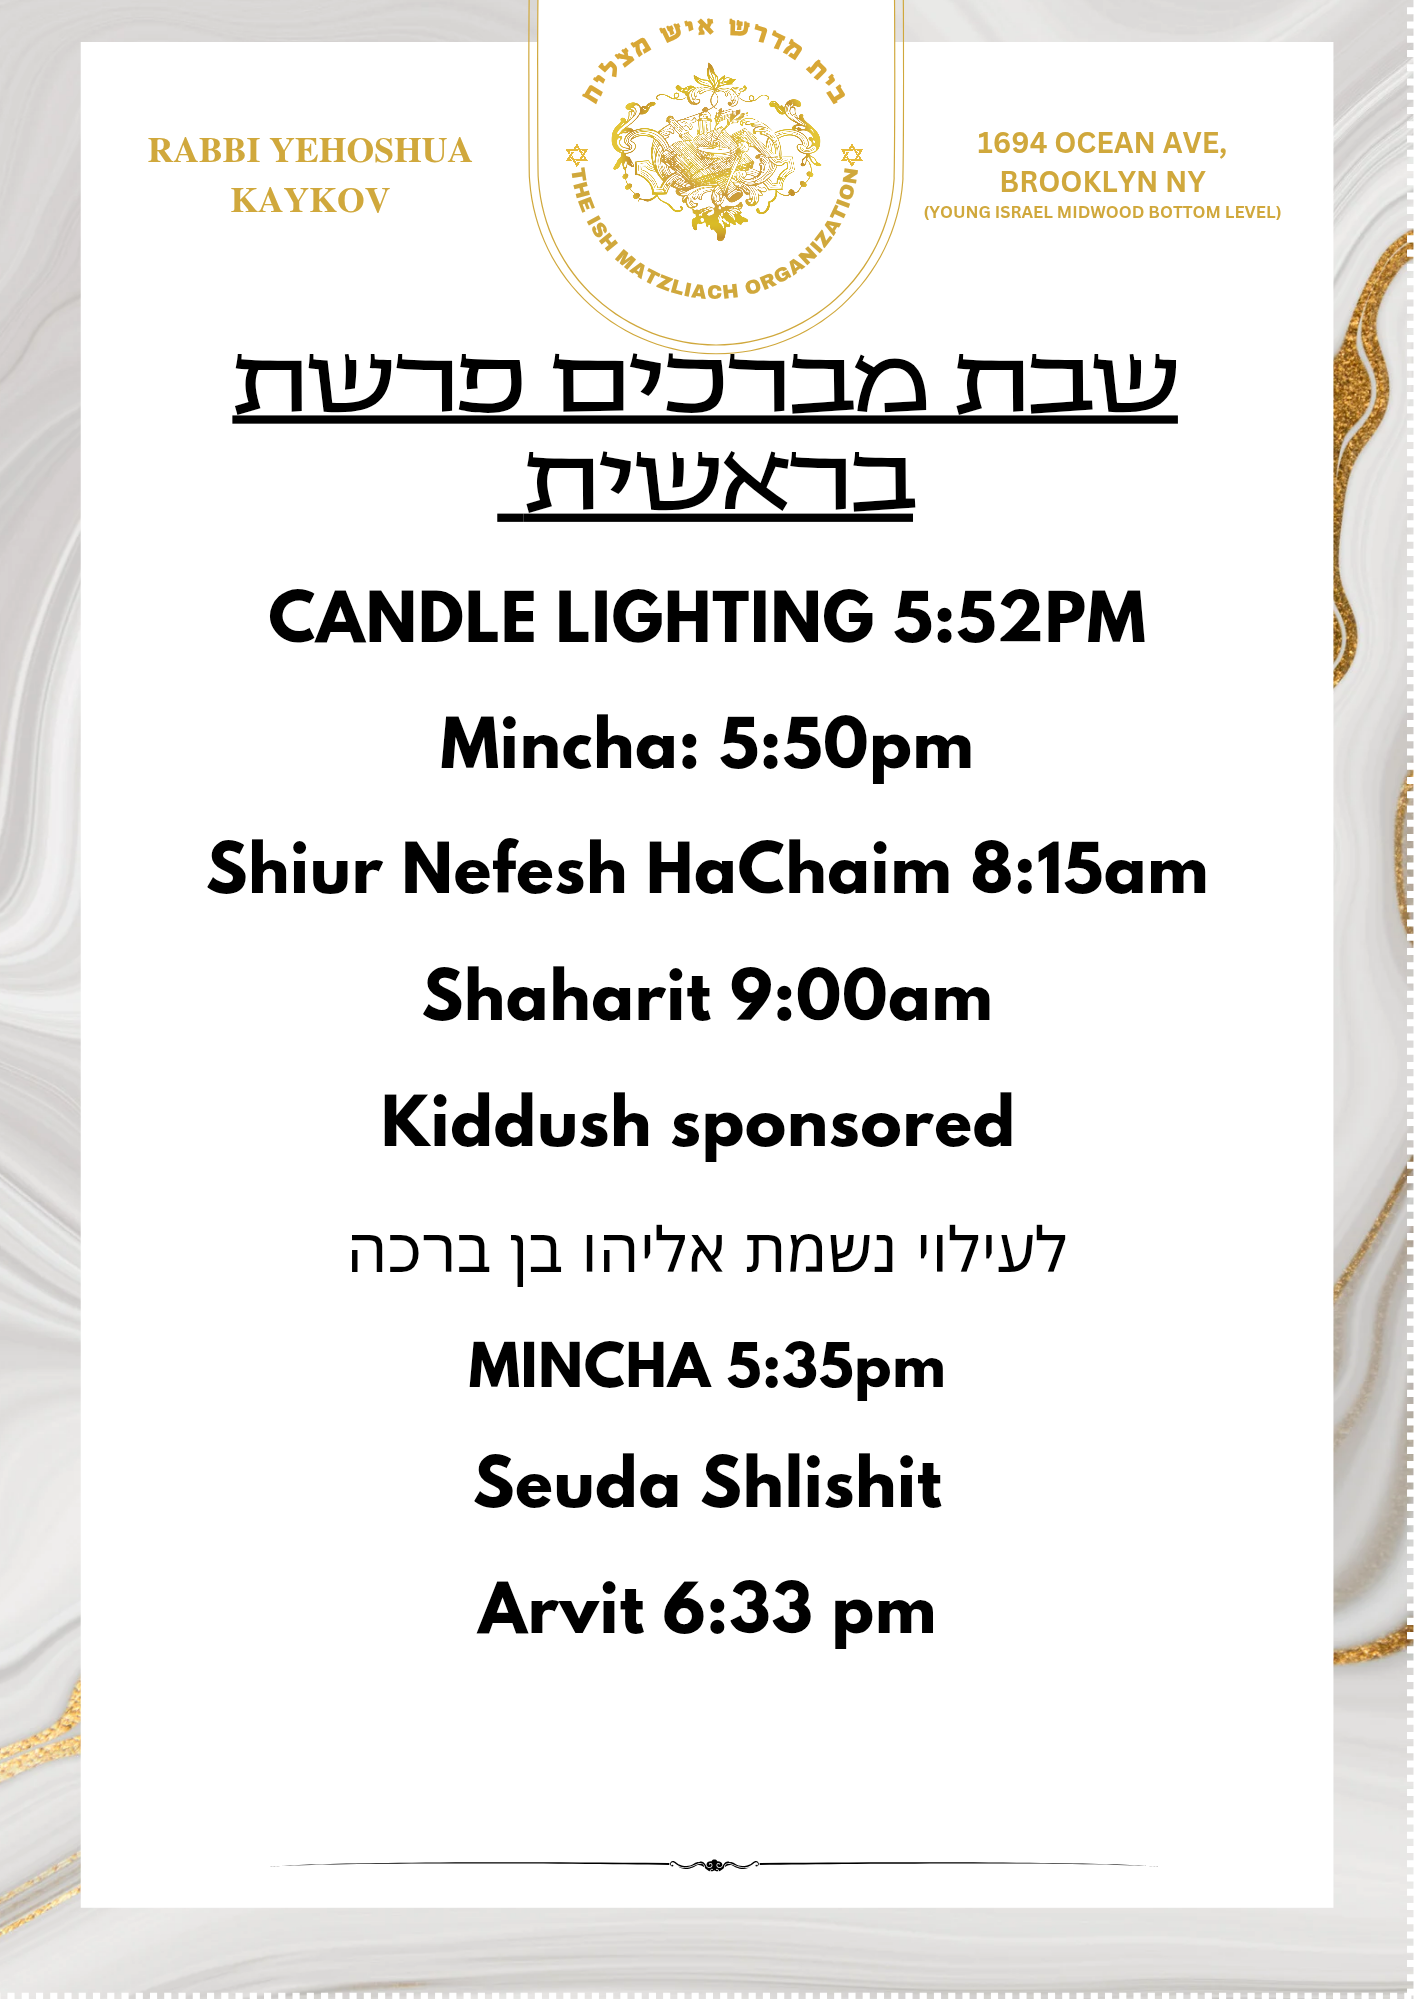 בית מדרש איש מצליח
THE ISH MATZLIACH ORGANIZATION
RABBI YEHOSHUA
KAYKOV
1694 OCEAN AVE,
BROOKLYN NY
(YOUNG ISRAEL MIDWOOD BOTTOM LEVEL)
שבת מברכים פרשת
בראשית
CANDLE LIGHTING 5:52PM
Mincha: 5:50pm
Shiur Nefesh HaChaim 8:15am
Shaharit 9:00am
Kiddush sponsored
לעילוי נשמת אליהו בן ברכה
MINCHA 5:35pm
Seuda Shlishit
Arvit 6:33 pm